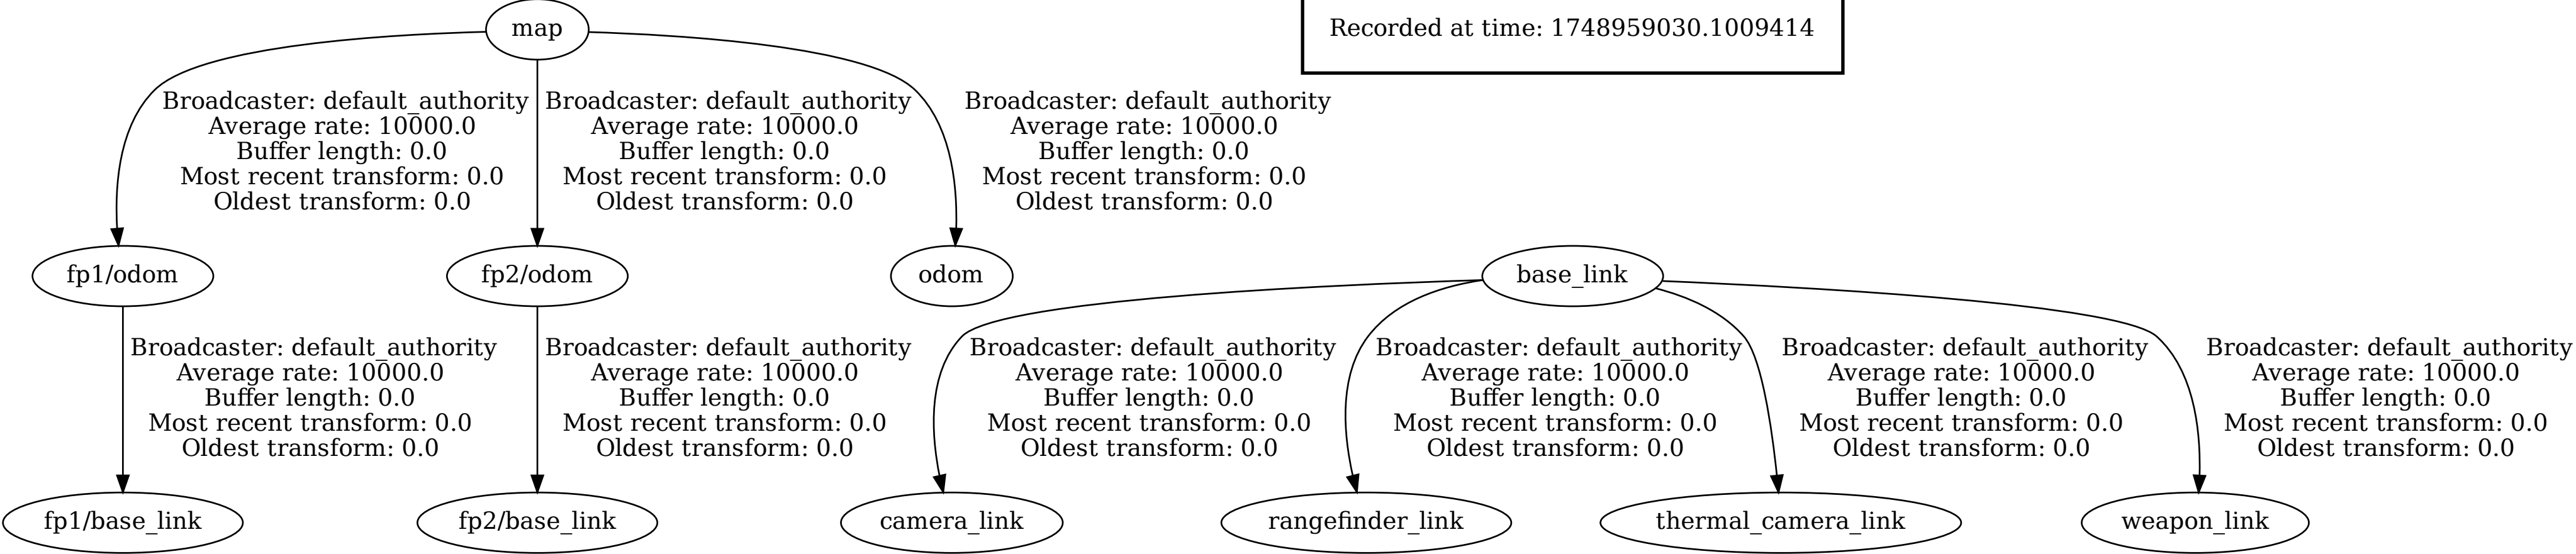 map
Recorded at time: 1748959030.1009414
Broadcaster: default_authority
Average rate: 10000.0
Buffer length: 0.0
Most recent transform: 0.0
Oldest transform: 0.0
Broadcaster: default_authority
Average rate: 10000.0
Buffer length: 0.0
Most recent transform: 0.0
Oldest transform: 0.0
Broadcaster: default_authority
Average rate: 10000.0
Buffer length: 0.0
Most recent transform: 0.0
Oldest transform: 0.0
fp1/odom
fp2/odom
odom
base_link
Broadcaster: default_authority
Average rate: 10000.0
Buffer length: 0.0
Most recent transform: 0.0
Oldest transform: 0.0
Broadcaster: default_authority
Average rate: 10000.0
Buffer length: 0.0
Most recent transform: 0.0
Oldest transform: 0.0
Broadcaster: default_authority
Average rate: 10000.0
Buffer length: 0.0
Most recent transform: 0.0
Oldest transform: 0.0
Broadcaster: default_authority
Average rate: 10000.0
Buffer length: 0.0
Most recent transform: 0.0
Oldest transform: 0.0
Broadcaster: default_authority
Average rate: 10000.0
Buffer length: 0.0
Most recent transform: 0.0
Oldest transform: 0.0
Broadcaster: default_authority
Average rate: 10000.0
Buffer length: 0.0
Most recent transform: 0.0
Oldest transform: 0.0
fp1/base_link
fp2/base_link
camera_link
rangefinder_link
thermal_camera_link
weapon_link